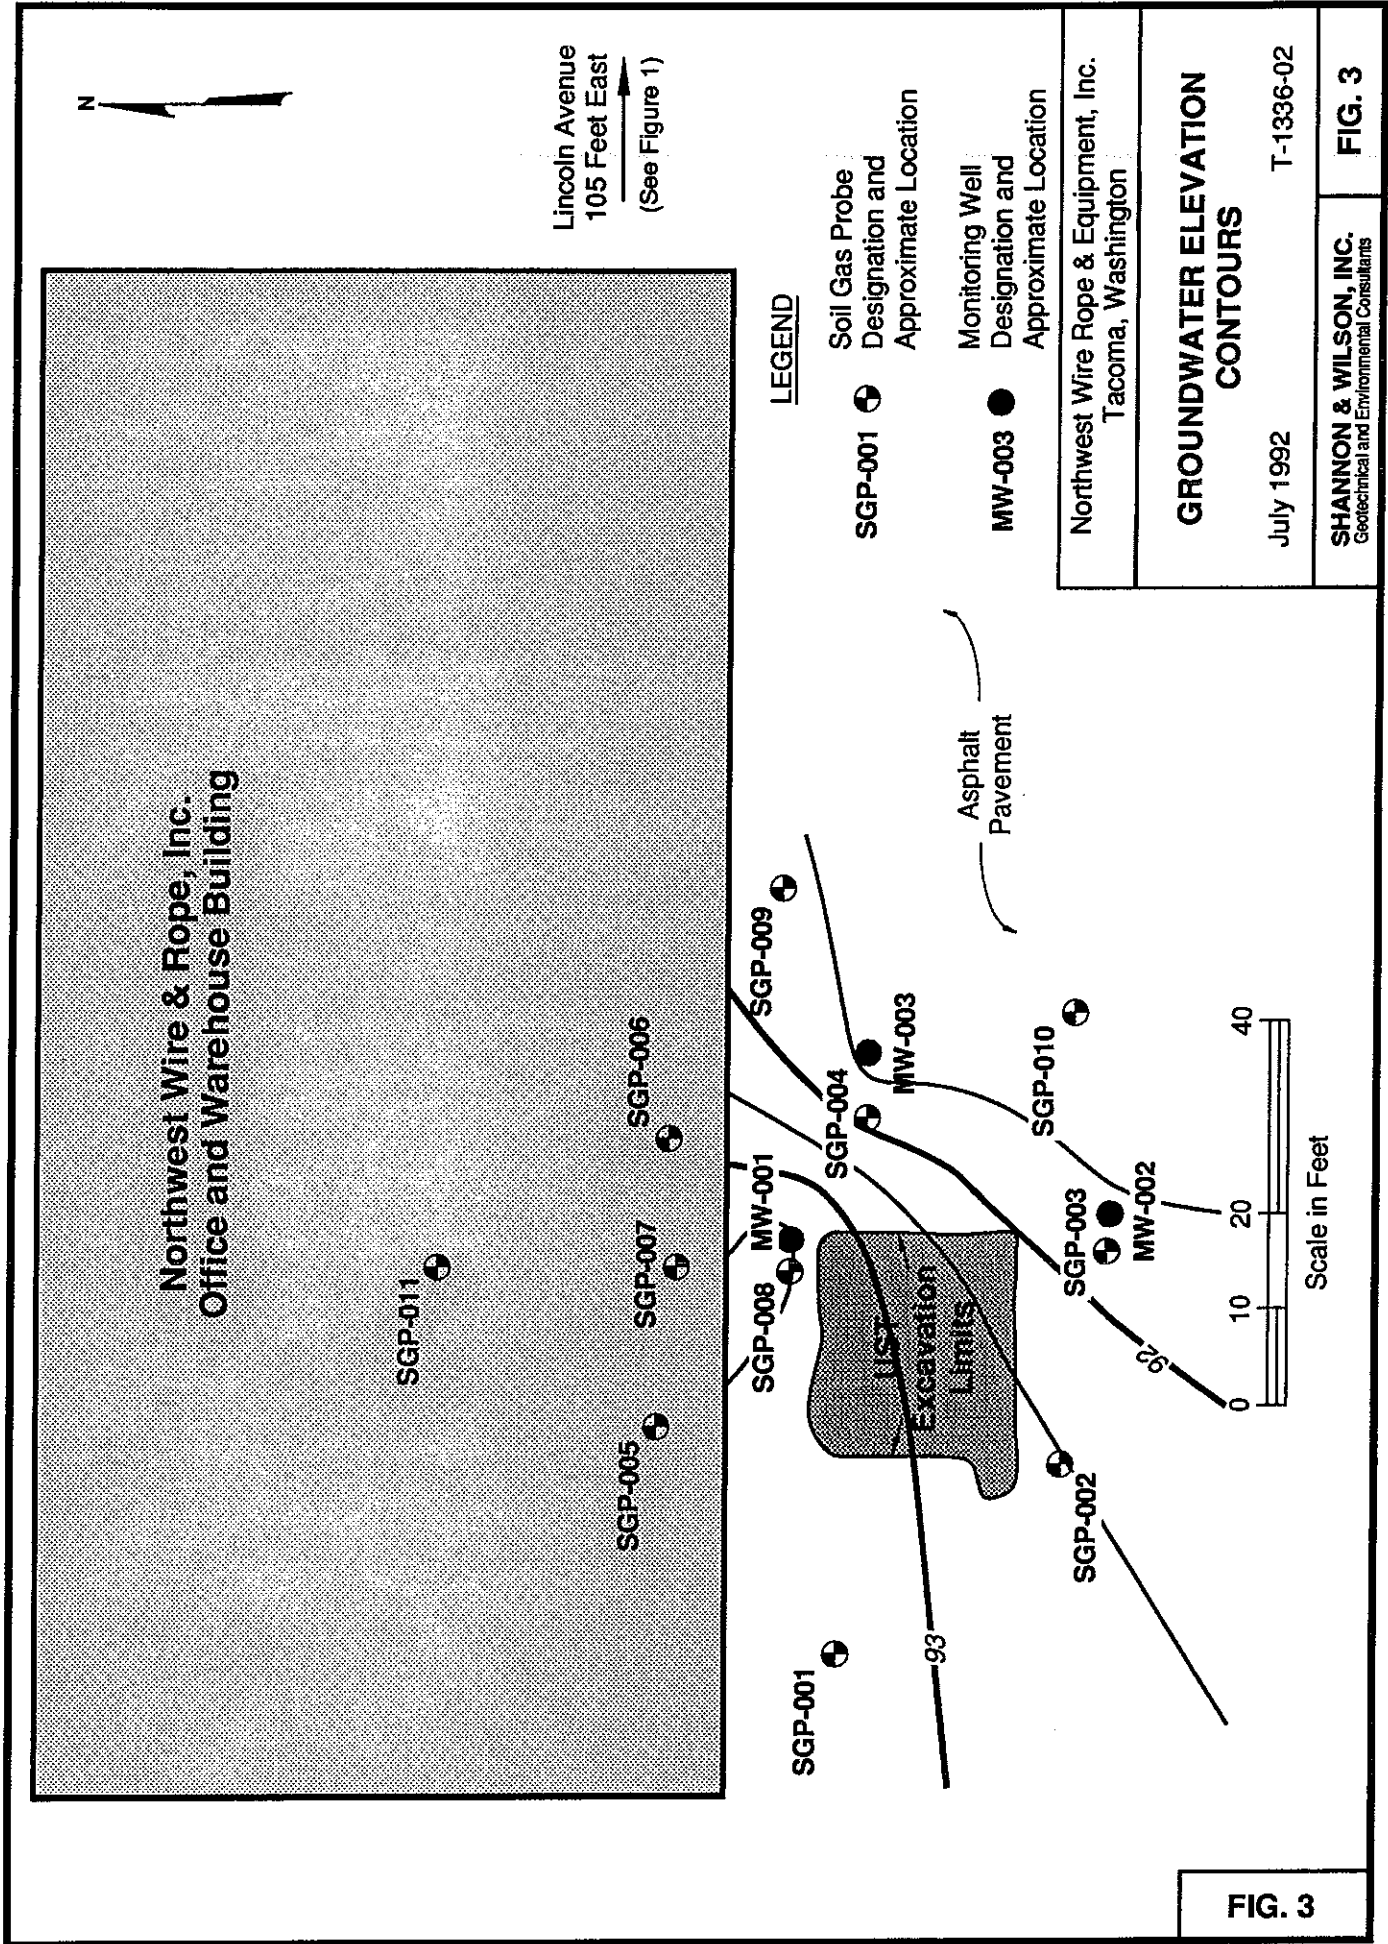 N
Northwest Wire & Rope, Inc.
Office and Warehouse Building
Lincoln Avenue
105 Feet East
(See Figure 1)
SGP-011
SGP-005
SGP-007
SGP-006
SGP-008
MW-001
SGP-009
SGP-001
SGP-004
MW-003
UST
Excavation
Limits
93
SGP-002
SGP-003
MW-002
SGP-010
92
Asphalt
Pavement
0
10
20
40
Scale in Feet
LEGEND
SGP-001
Soil Gas Probe
Designation and
Approximate Location
MW-003
Monitoring Well
Designation and
Approximate Location
Northwest Wire Rope & Equipment, Inc.
Tacoma, Washington
GROUNDWATER ELEVATION
CONTOURS
July 1992
T-1336-02
SHANNON & WILSON, INC.
Geotechnical and Environmental Consultants
FIG. 3
FIG. 3